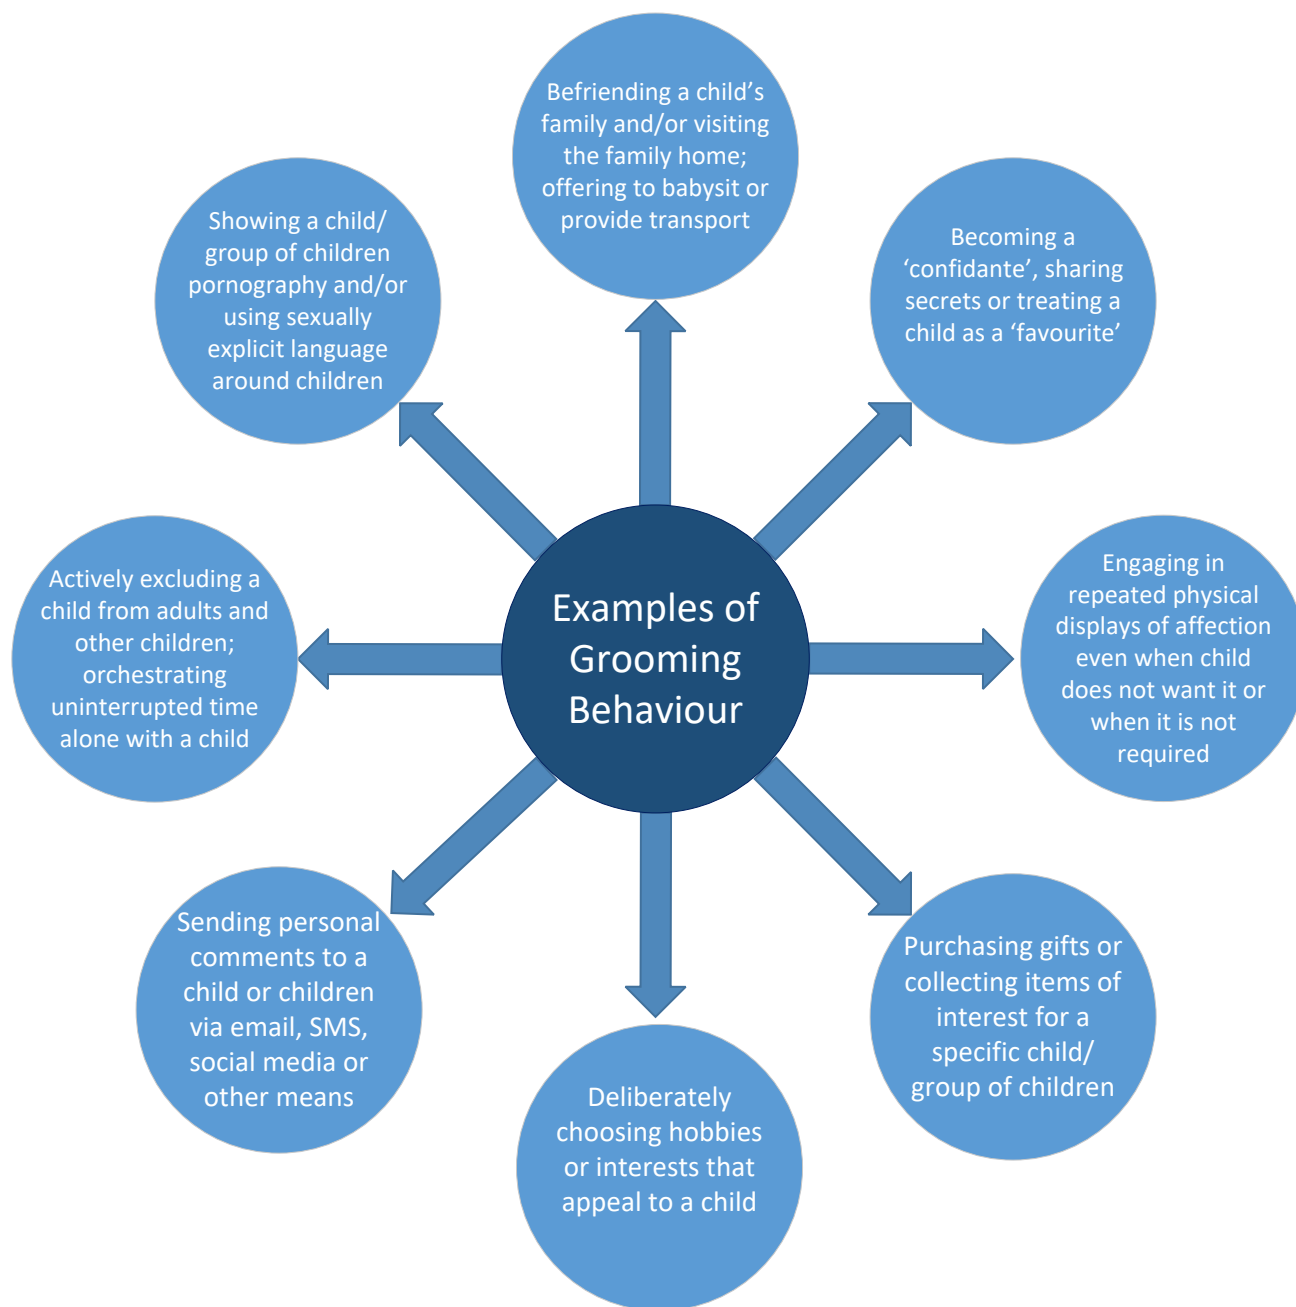 Befriending a child’s
family and/or visiting
the family home;
offering to babysit or
provide transport
Becoming a
‘confidante’, sharing
secrets or treating a
child as a ‘favourite’
Engaging in
repeated physical
displays of affection
even when child
does not want it or
when it is not
required
Purchasing gifts or
collecting items of
interest for a
specific child/
group of children
Deliberately
choosing hobbies
or interests that
appeal to a child
Sending personal
comments to a
child or children
via email, SMS,
social media or
other means
Actively excluding a
child from adults and
other children;
orchestrating
uninterrupted time
alone with a child
Showing a child/
group of children
pornography and/or
using sexually
explicit language
around children
Examples of
Grooming
Behaviour